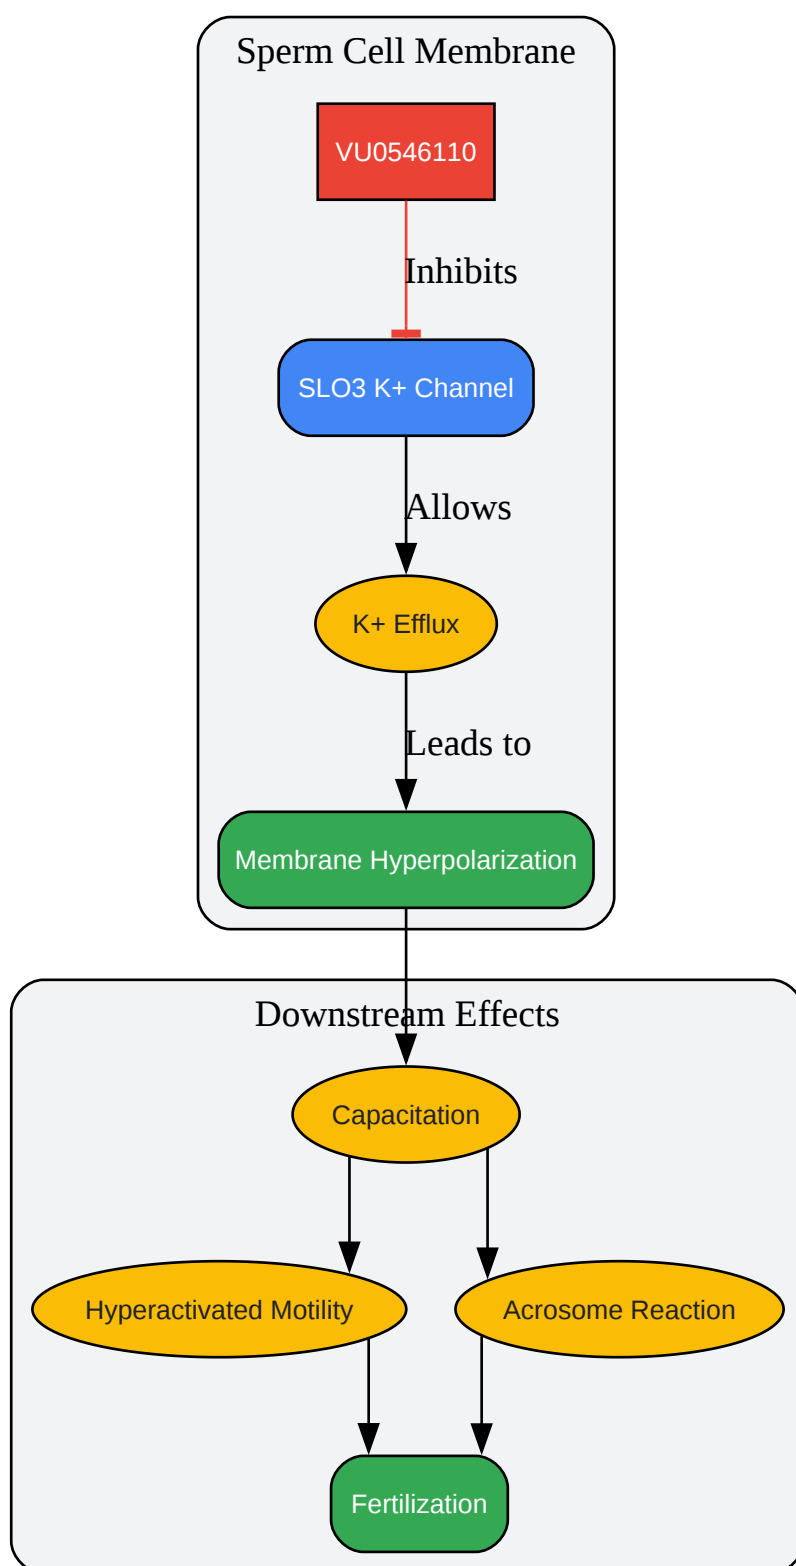 Sperm Cell Membrane
VU0546110
Inhibits
SLO3 K+ Channel
Allows
K+ Efflux
Leads to
Membrane Hyperpolarization
Downstream Effects
Capacitation
Hyperactivated Motility
Acrosome Reaction
Fertilization